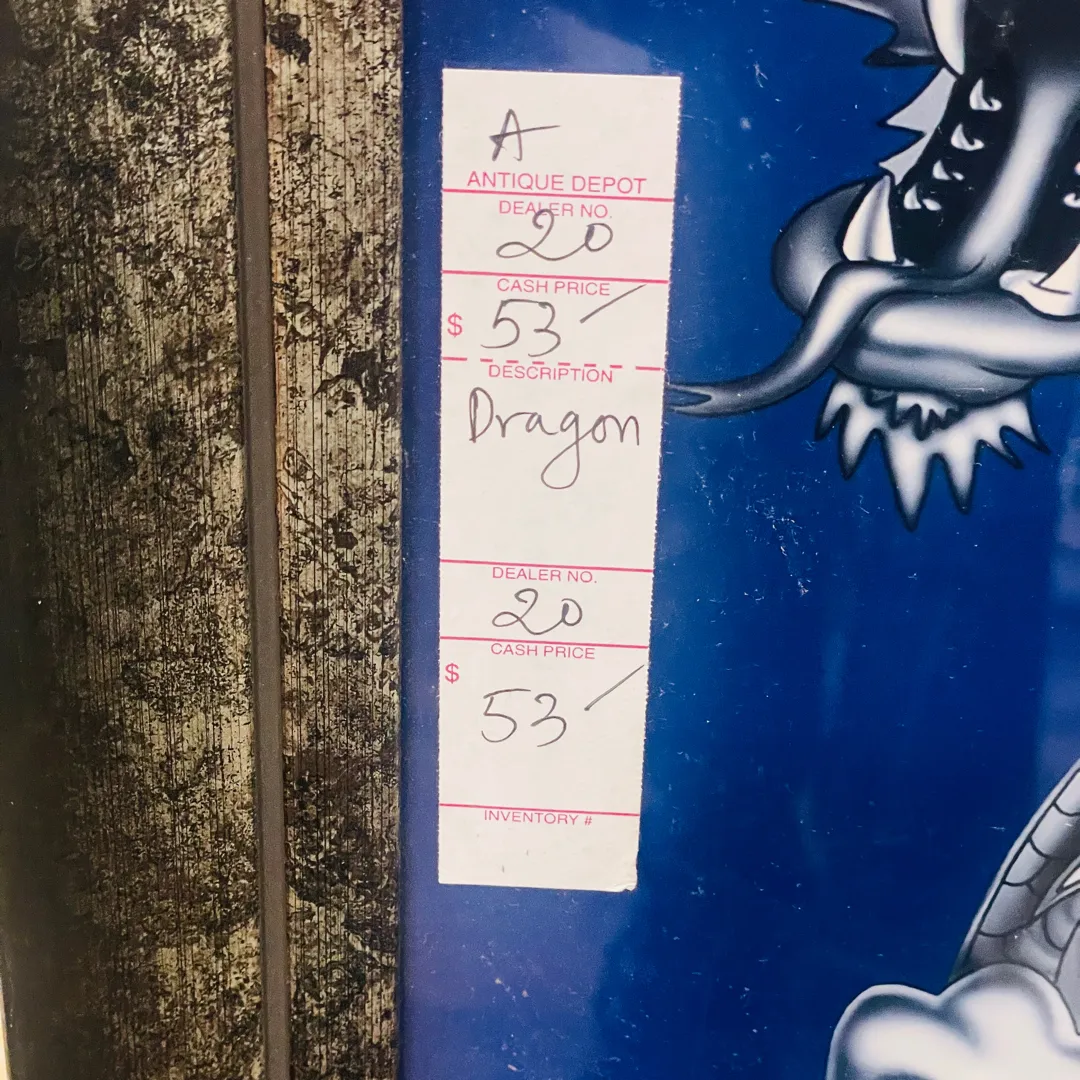 A
ANTIQUE DEPOT
DEALER NO.
20
CASH PRICE
$ 53/
DESCRIPTION
Dragon
DEALER NO.
20
CASH PRICE
$ 53/
INVENTORY #